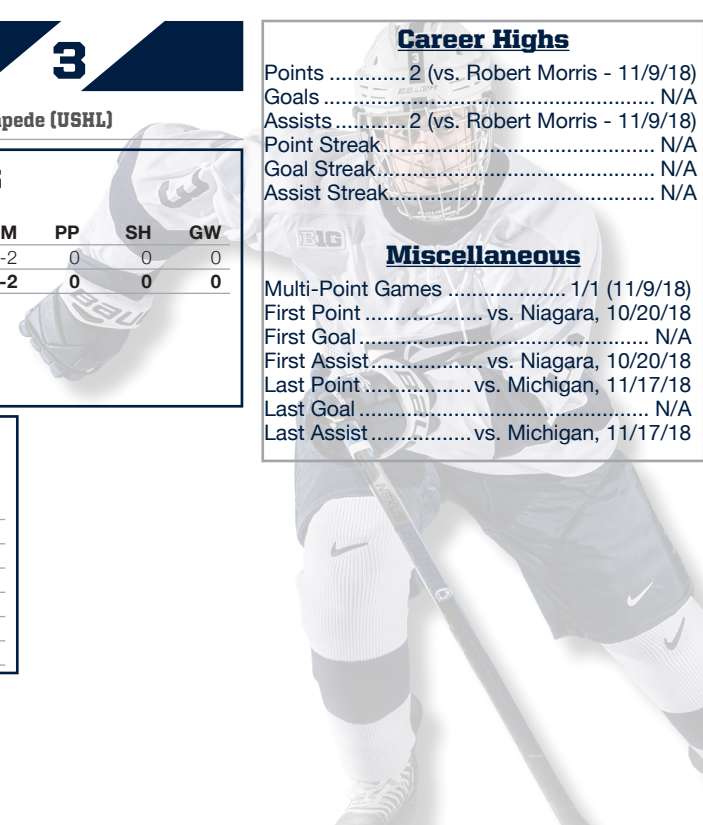 3
pede (USHL)
M PP SH GW
-2 0 0 0
-2 0 0 0
Career Highs
Points ............. 2 (vs. Robert Morris - 11/9/18)
Goals ....................................................... N/A
Assists ............. 2 (vs. Robert Morris - 11/9/18)
Point Streak............................................. N/A
Goal Streak.............................................. N/A
Assist Streak............................................ N/A
Miscellaneous
Multi-Point Games .................... 1/1 (11/9/18)
First Point .................... vs. Niagara, 10/20/18
First Goal ................................................ N/A
First Assist................... vs. Niagara, 10/20/18
Last Point .................. vs. Michigan, 11/17/18
Last Goal ................................................ N/A
Last Assist ................. vs. Michigan, 11/17/18
3
B1G
BAUER
NEXUS